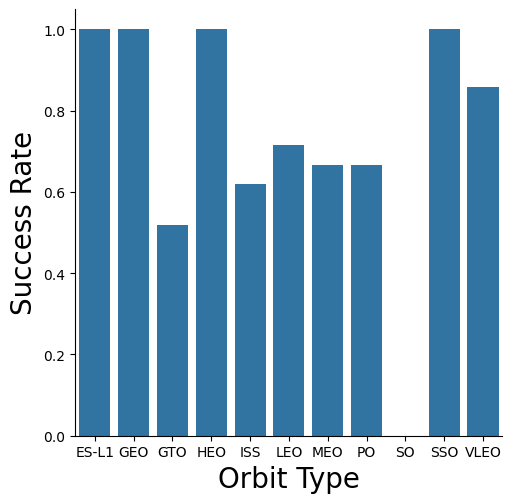 1.0
0.8
0.6
0.4
0.2
0.0
Success Rate
ES-L1 GEO GTO HEO ISS LEO MEO PO SO SSO VLEO
Orbit Type